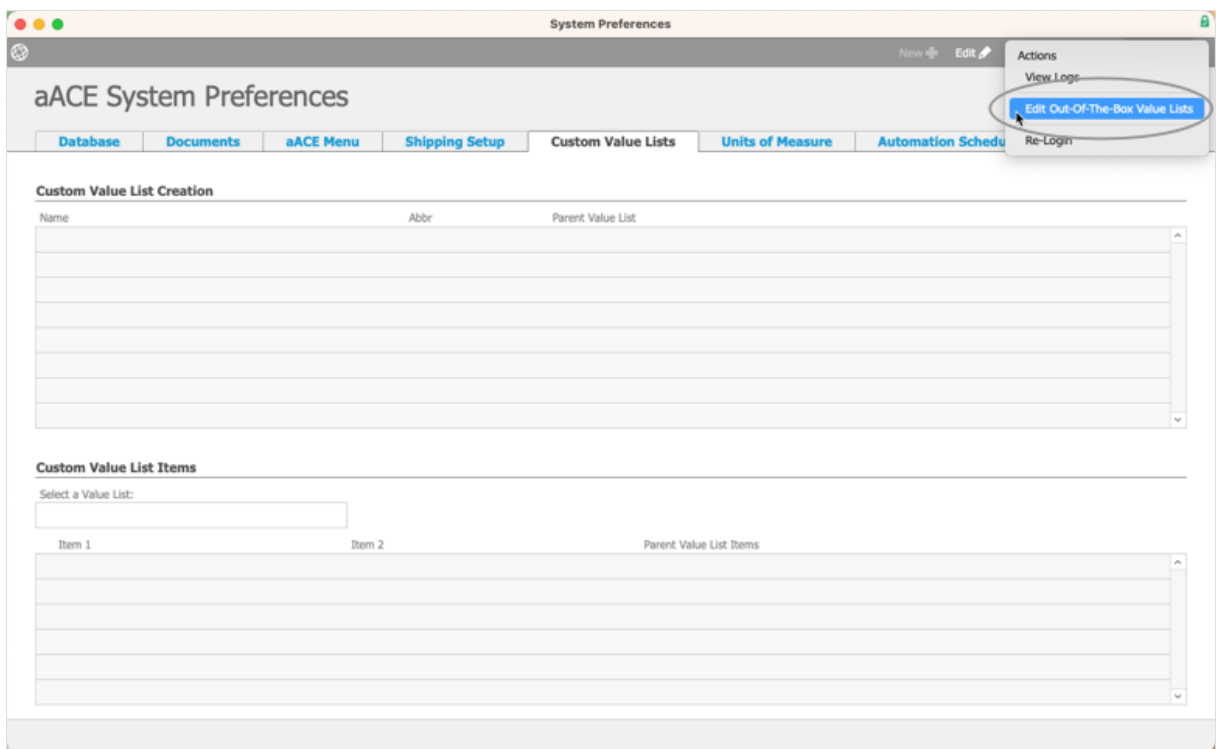 System Preferences
New Edit
Actions
View Logs
Edit Out-Of-The-Box Value Lists
Re-Login
aACE System Preferences
Database Documents aACE Menu Shipping Setup Custom Value Lists Units of Measure Automation Schedu
Custom Value List Creation
Name Abbr Parent Value List
Custom Value List Items
Select a Value List:
Item 1 Item 2 Parent Value List Items